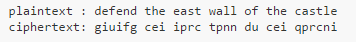 plaintext : defend the east wall of the castle
ciphertext: giuifg cei iprc tpnn du cei qprcni